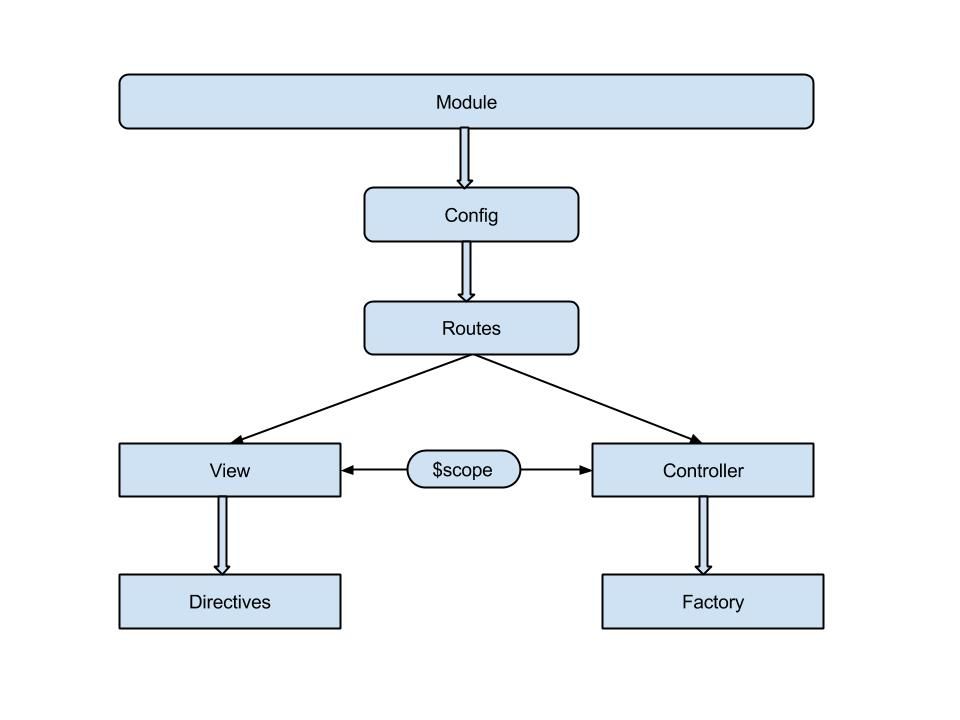 Module
Config
Routes
View
$scope
Controller
Directives
Factory